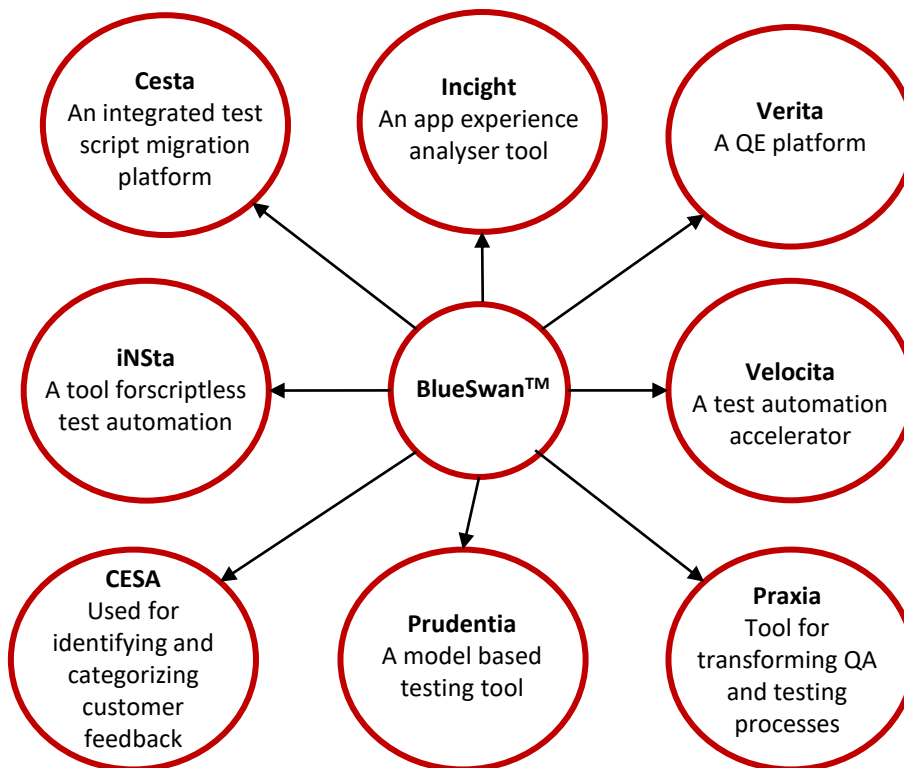 Cesta
An integrated test
script migration
platform
Incight
An app experience
analyser tool
Verita
A QE platform
iNSta
A tool forscriptless
test automation
BlueSwan™
Velocita
A test automation
accelerator
CESA
Used for
identifying and
categorizing
customer
feedback
Prudentia
A model based
testing tool
Praxia
Tool for
transforming QA
and testing
processes